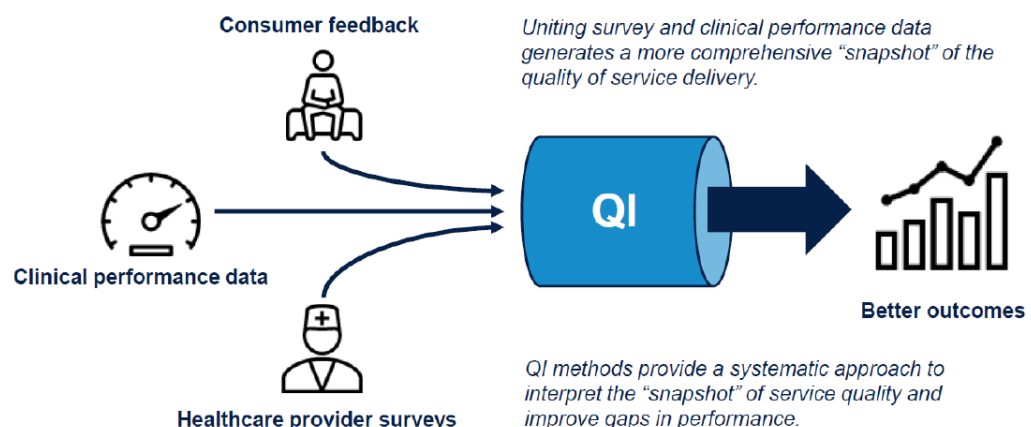 Consumer feedback
Uniting survey and clinical performance data
generates a more comprehensive “snapshot” of the
quality of service delivery.
QI
Clinical performance data
Better outcomes
Healthcare provider surveys
QI methods provide a systematic approach to
interpret the “snapshot” of service quality and
improve gaps in performance.